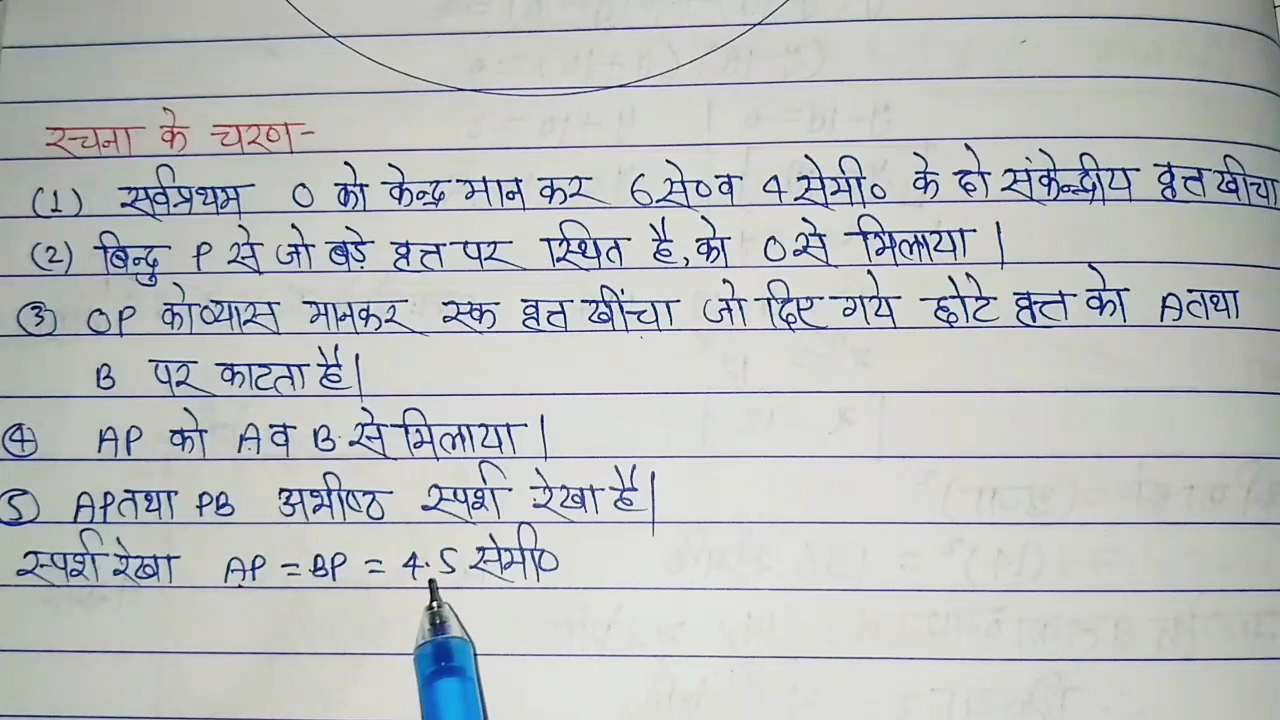 रचना के चरण-
(1) सर्वप्रथम O को केन्द्र मान कर 6 से० व 4 सेमी० के दो संकेन्द्रीय वृत खीचा
(2) बिन्दु P से जो बड़े वृत्त पर स्थित है, को O से मिलाया।
③ OP को व्यास मानकर एक वृत खींचा जो दिए गये छोटे वृत्त को A तथा
B पर काटता है।
④ AP को A व B से मिलाया।
⑤ AP तथा PB अभीष्ठ स्पर्श रेखा है।
स्पर्श रेखा AP = BP = 4.5 सेमी०